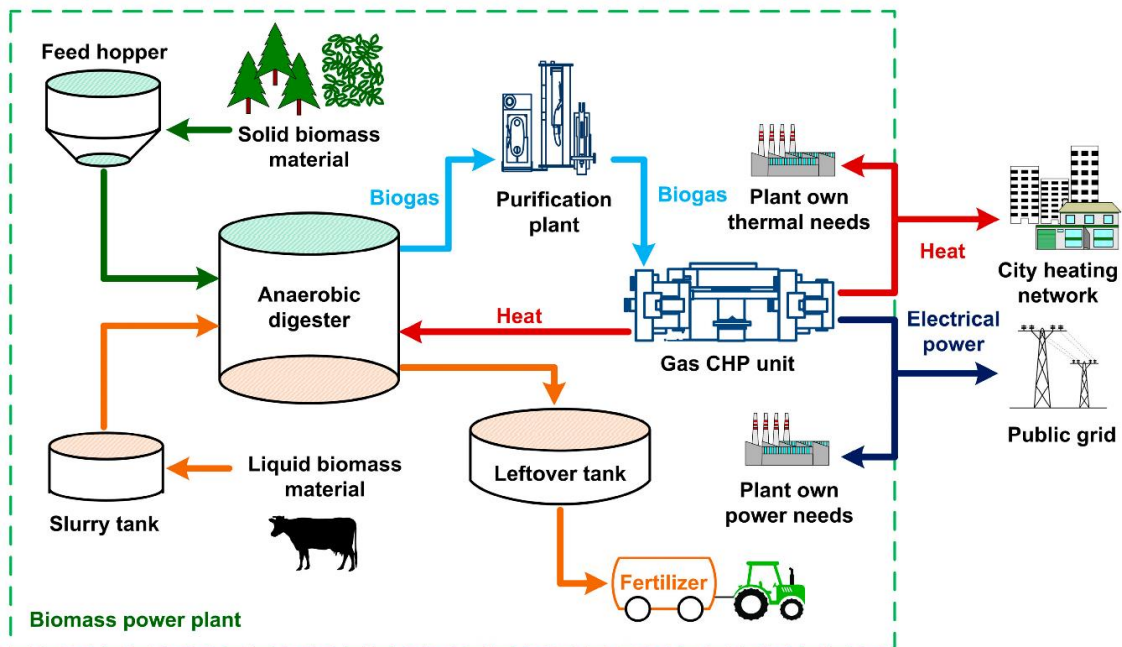 Feed hopper
Solid biomass
material
Biogas
Purification
plant
Biogas
Plant own
thermal needs
Heat
City heating
network
Anaerobic
digester
Heat
Gas CHP unit
Electrical
power
Public grid
Slurry tank
Liquid biomass
material
Leftover tank
Plant own
power needs
Fertilizer
Biomass power plant